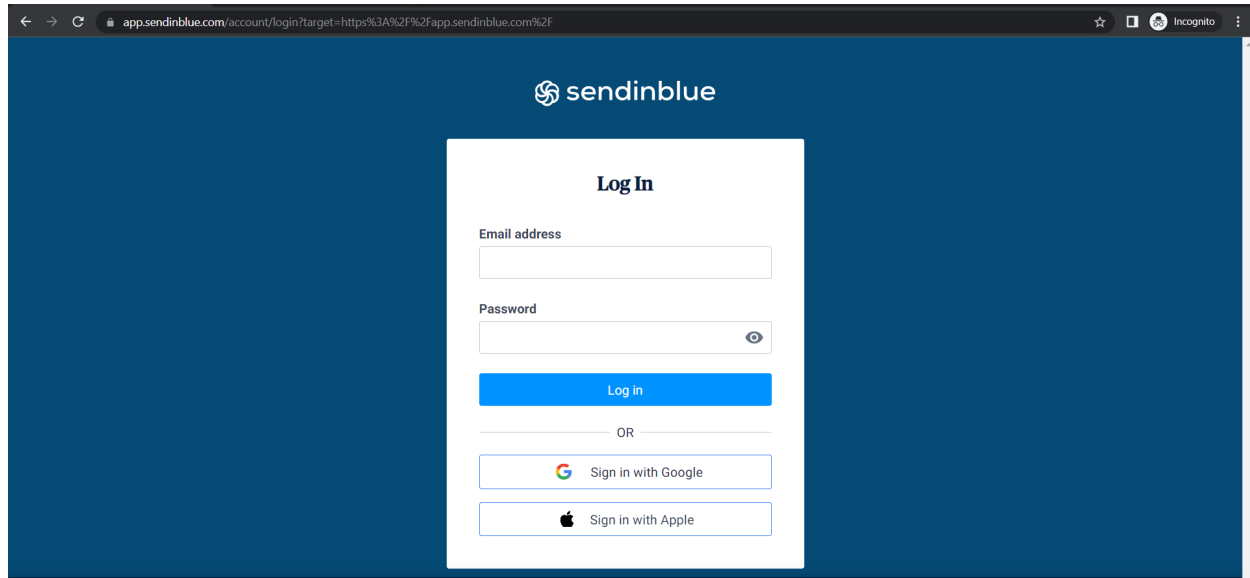 app.sendinblue.com/account/login?target=https%3A%2F%2Fapp.sendinblue.com%2F
Incognito
sendinblue
Log In
Email address
Password
Log in
OR
Sign in with Google
Sign in with Apple